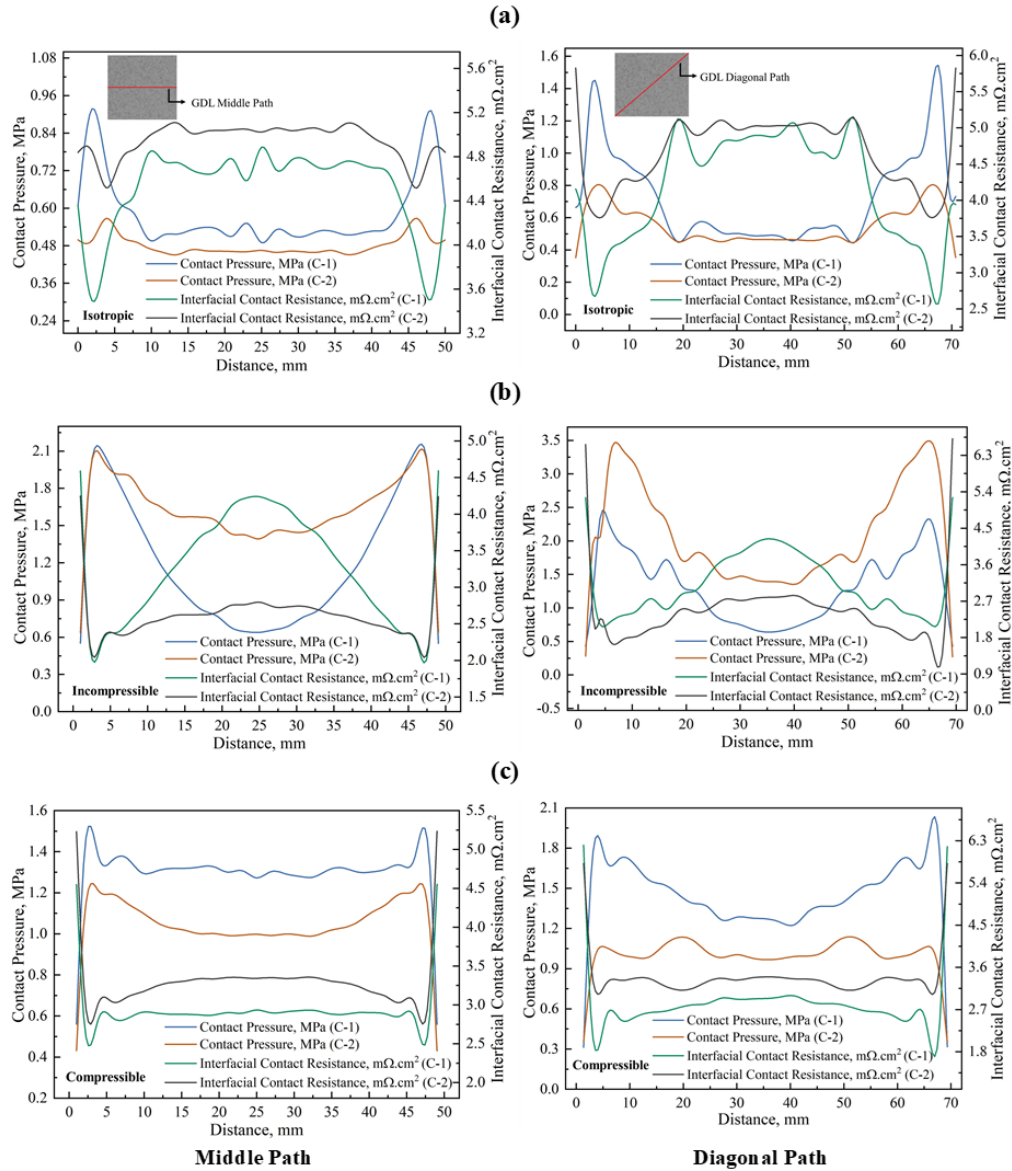 (a)
1.08
0.96
0.84
0.72
0.60
0.48
0.36
0.24
Contact Pressure, MPa
GDL Middle Path
Contact Pressure, MPa (C-1)
Contact Pressure, MPa (C-2)
Interfacial Contact Resistance, mΩ.cm² (C-1)
Interfacial Contact Resistance, mΩ.cm² (C-2)
Isotropic
5.6
5.2
4.8
4.4
4.0
3.6
3.2
Interfacial Contact Resistance, mΩ.cm²
0 5 10 15 20 25 30 35 40 45 50
Distance, mm
1.6
1.4
1.2
1.0
0.8
0.6
0.4
0.2
0.0
Contact Pressure, MPa
GDL Diagonal Path
Contact Pressure, MPa (C-1)
Contact Pressure, MPa (C-2)
Interfacial Contact Resistance, mΩ.cm² (C-1)
Interfacial Contact Resistance, mΩ.cm² (C-2)
Isotropic
6.0
5.5
5.0
4.5
4.0
3.5
3.0
2.5
Interfacial Contact Resistance, mΩ.cm²
0 10 20 30 40 50 60 70
Distance, mm
(b)
2.1
1.8
1.5
1.2
0.9
0.6
0.3
0.0
Contact Pressure, MPa
Contact Pressure, MPa (C-1)
Contact Pressure, MPa (C-2)
Interfacial Contact Resistance, mΩ.cm² (C-1)
Interfacial Contact Resistance, mΩ.cm² (C-2)
Incompressible
5.0
4.5
4.0
3.5
3.0
2.5
2.0
1.5
Interfacial Contact Resistance, mΩ.cm²
0 5 10 15 20 25 30 35 40 45 50
Distance, mm
3.5
3.0
2.5
2.0
1.5
1.0
0.5
0.0
-0.5
Contact Pressure, MPa
Contact Pressure, MPa (C-1)
Contact Pressure, MPa (C-2)
Interfacial Contact Resistance, mΩ.cm² (C-1)
Interfacial Contact Resistance, mΩ.cm² (C-2)
Incompressible
6.3
5.4
4.5
3.6
2.7
1.8
0.9
0.0
Interfacial Contact Resistance. mΩ.cm²
0 10 20 30 40 50 60 70
Distance, mm
(c)
1.6
1.4
1.2
1.0
0.8
0.6
0.4
0.2
Contact Pressure, MPa
Contact Pressure, MPa (C-1)
Contact Pressure, MPa (C-2)
Interfacial Contact Resistance, mΩ.cm² (C-1)
Interfacial Contact Resistance, mΩ.cm² (C-2)
Compressible
5.5
5.0
4.5
4.0
3.5
3.0
2.5
2.0
Interfacial Contact Resistance, mΩ.cm²
0 5 10 15 20 25 30 35 40 45 50
Distance, mm
Middle Path
2.1
1.8
1.5
1.2
0.9
0.6
0.3
0.0
Contact Pressure, MPa
Contact Pressure, MPa (C-1)
Contact Pressure, MPa (C-2)
Interfacial Contact Resistance, mΩ.cm² (C-1)
Interfacial Contact Resistance, mΩ.cm² (C-2)
Compressible
6.3
5.4
4.5
3.6
2.7
1.8
Interfacial Contact Resistance, mΩ.cm²
0 10 20 30 40 50 60 70
Distance, mm
Diagonal Path